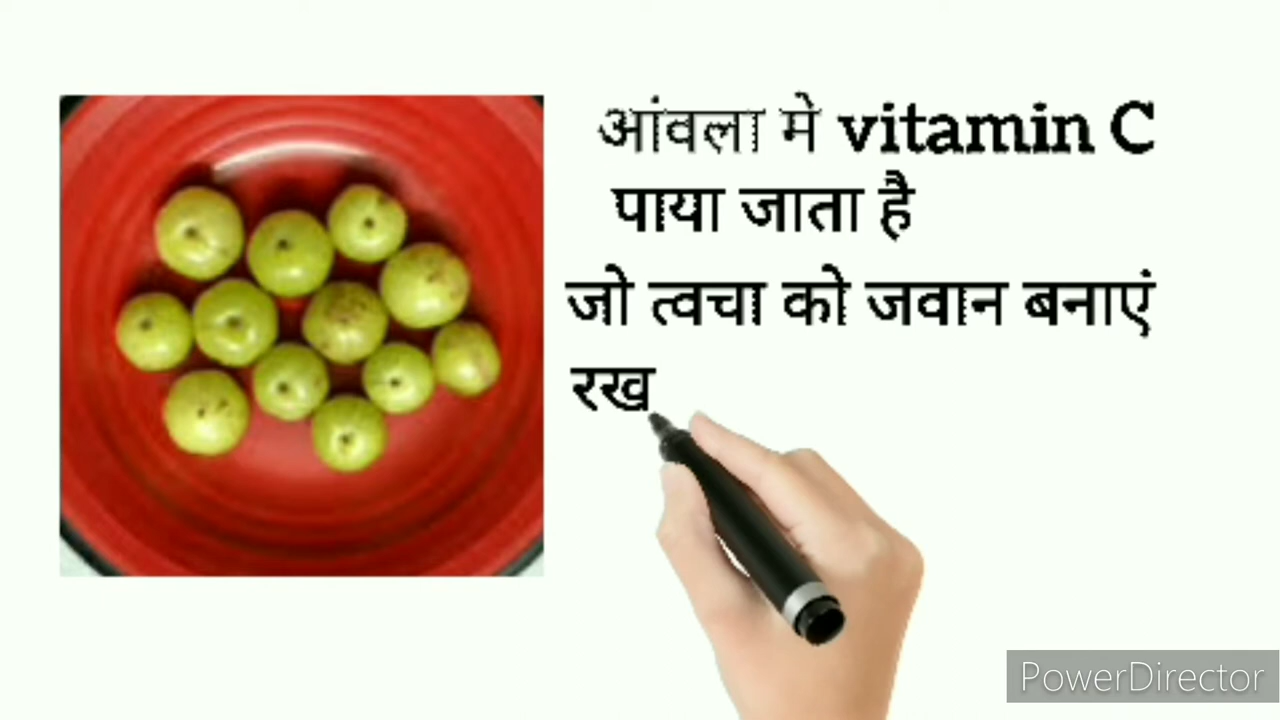 आंवला मे vitamin C
पाया जाता है
जो त्वचा को जवान बनाएं
रख
PowerDirector